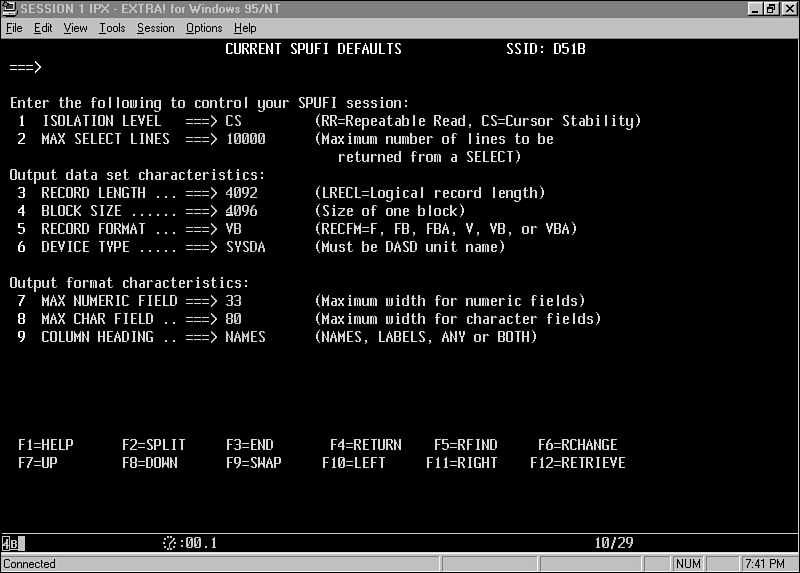 SESSION 1 IPX - EXTRA! for Windows 95/NT
File Edit View Tools Session Options Help
CURRENT SPUFI DEFAULTS SSID: D51B
===>
Enter the following to control your SPUFI session:
1 ISOLATION LEVEL ===> CS (RR=Repeatable Read, CS=Cursor Stability)
2 MAX SELECT LINES ===> 10000 (Maximum number of lines to be
returned from a SELECT)
Output data set characteristics:
3 RECORD LENGTH ... ===> 4092 (LRECL=Logical record length)
4 BLOCK SIZE ...... ===> 4096 (Size of one block)
5 RECORD FORMAT ... ===> VB (RECFM=F, FB, FBA, V, VB, or VBA)
6 DEVICE TYPE ..... ===> SYSDA (Must be DASD unit name)
Output format characteristics:
7 MAX NUMERIC FIELD ===> 33 (Maximum width for numeric fields)
8 MAX CHAR FIELD .. ===> 80 (Maximum width for character fields)
9 COLUMN HEADING .. ===> NAMES (NAMES, LABELS, ANY or BOTH)
F1=HELP F2=SPLIT F3=END F4=RETURN F5=RFIND F6=RCHANGE
F7=UP F8=DOWN F9=SWAP F10=LEFT F11=RIGHT F12=RETRIEVE
4B :00.1 10/29
Connected NUM 7:41 PM